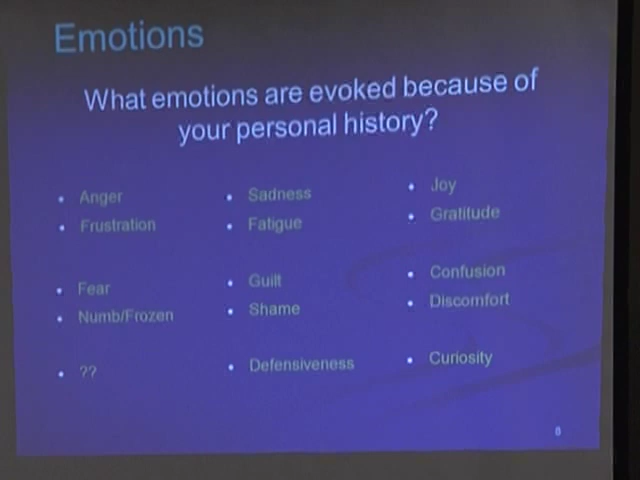 Emotions
What emotions are evoked because of
your personal history?
• Anger
• Frustration
• Fear
• Numb/Frozen
• ??
• Sadness
• Fatigue
• Guilt
• Shame
• Defensiveness
• Joy
• Gratitude
• Confusion
• Discomfort
• Curiosity
8